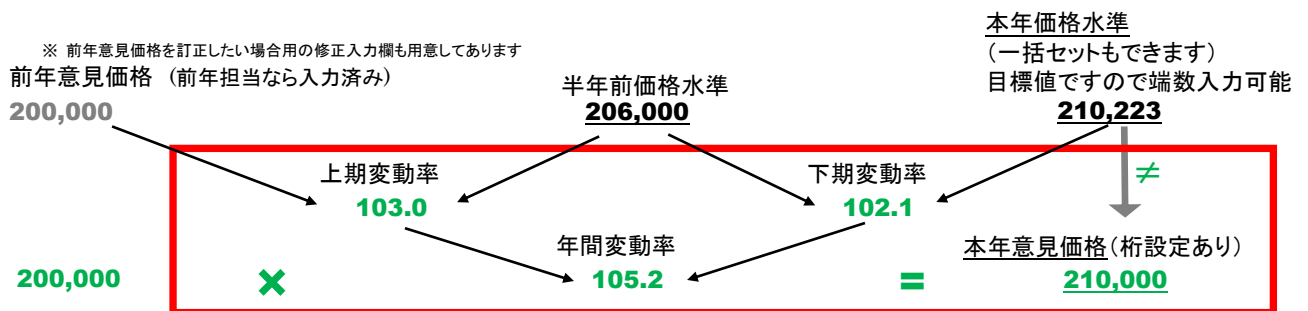 ※ 前年意見価格を訂正したい場合用の修正入力欄も用意してあります
前年意見価格 (前年担当なら入力済み)
200,000
半年前価格水準
206,000
本年価格水準
（一括セットもできます）
目標値ですので端数入力可能
210,223
上期変動率
103.0
下期変動率
102.1
≠
年間変動率
105.2
本年意見価格(桁設定あり)
200,000
×
=
210,000